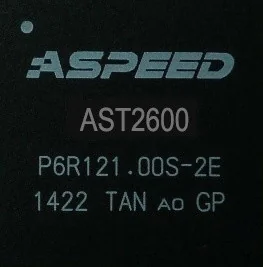 ASPEED
AST2600
P6R121.00S-2E
1422 TAN A0 GP